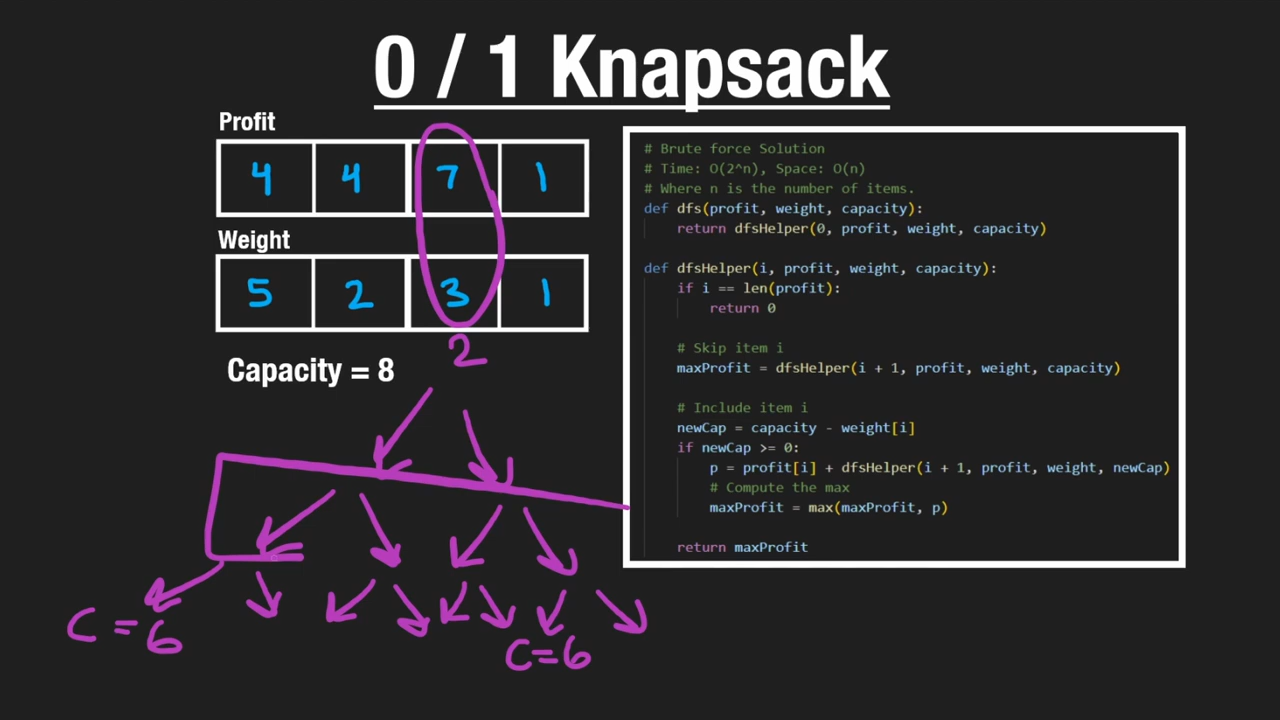 0 / 1 Knapsack
Profit
4 4 7 1
Weight
5 2 3 1
2
Capacity = 8
C = 6
C=6
# Brute force Solution
# Time: O(2^n), Space: O(n)
# Where n is the number of items.
def dfs(profit, weight, capacity):
    return dfsHelper(0, profit, weight, capacity)
def dfsHelper(i, profit, weight, capacity):
    if i == len(profit):
        return 0
    # Skip item i
    maxProfit = dfsHelper(i + 1, profit, weight, capacity)
    # Include item i
    newCap = capacity - weight[i]
    if newCap >= 0:
        p = profit[i] + dfsHelper(i + 1, profit, weight, newCap)
        # Compute the max
        maxProfit = max(maxProfit, p)
    return maxProfit